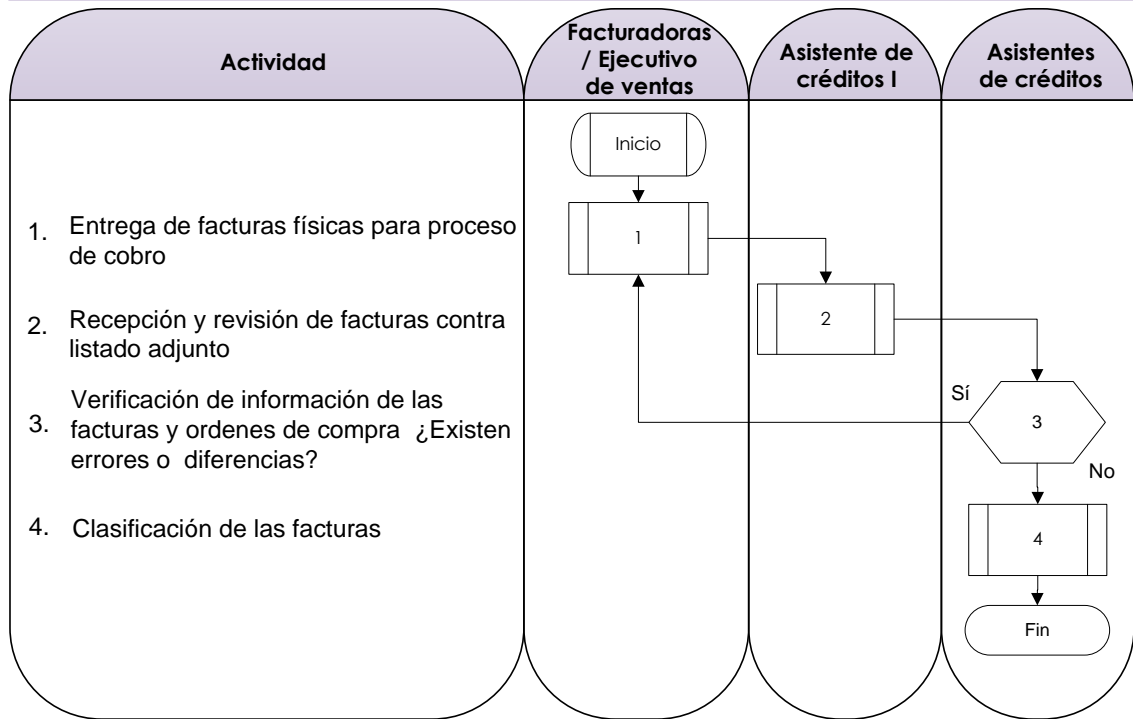 Actividad
Facturadoras
/ Ejecutivo
de ventas
Asistente de
créditos I
Asistentes
de créditos
Inicio
1. Entrega de facturas físicas para proceso
de cobro
1
2. Recepción y revisión de facturas contra
listado adjunto
2
3. Verificación de información de las
facturas y ordenes de compra ¿Existen
errores o diferencias?
Sí
3
No
4. Clasificación de las facturas
4
Fin